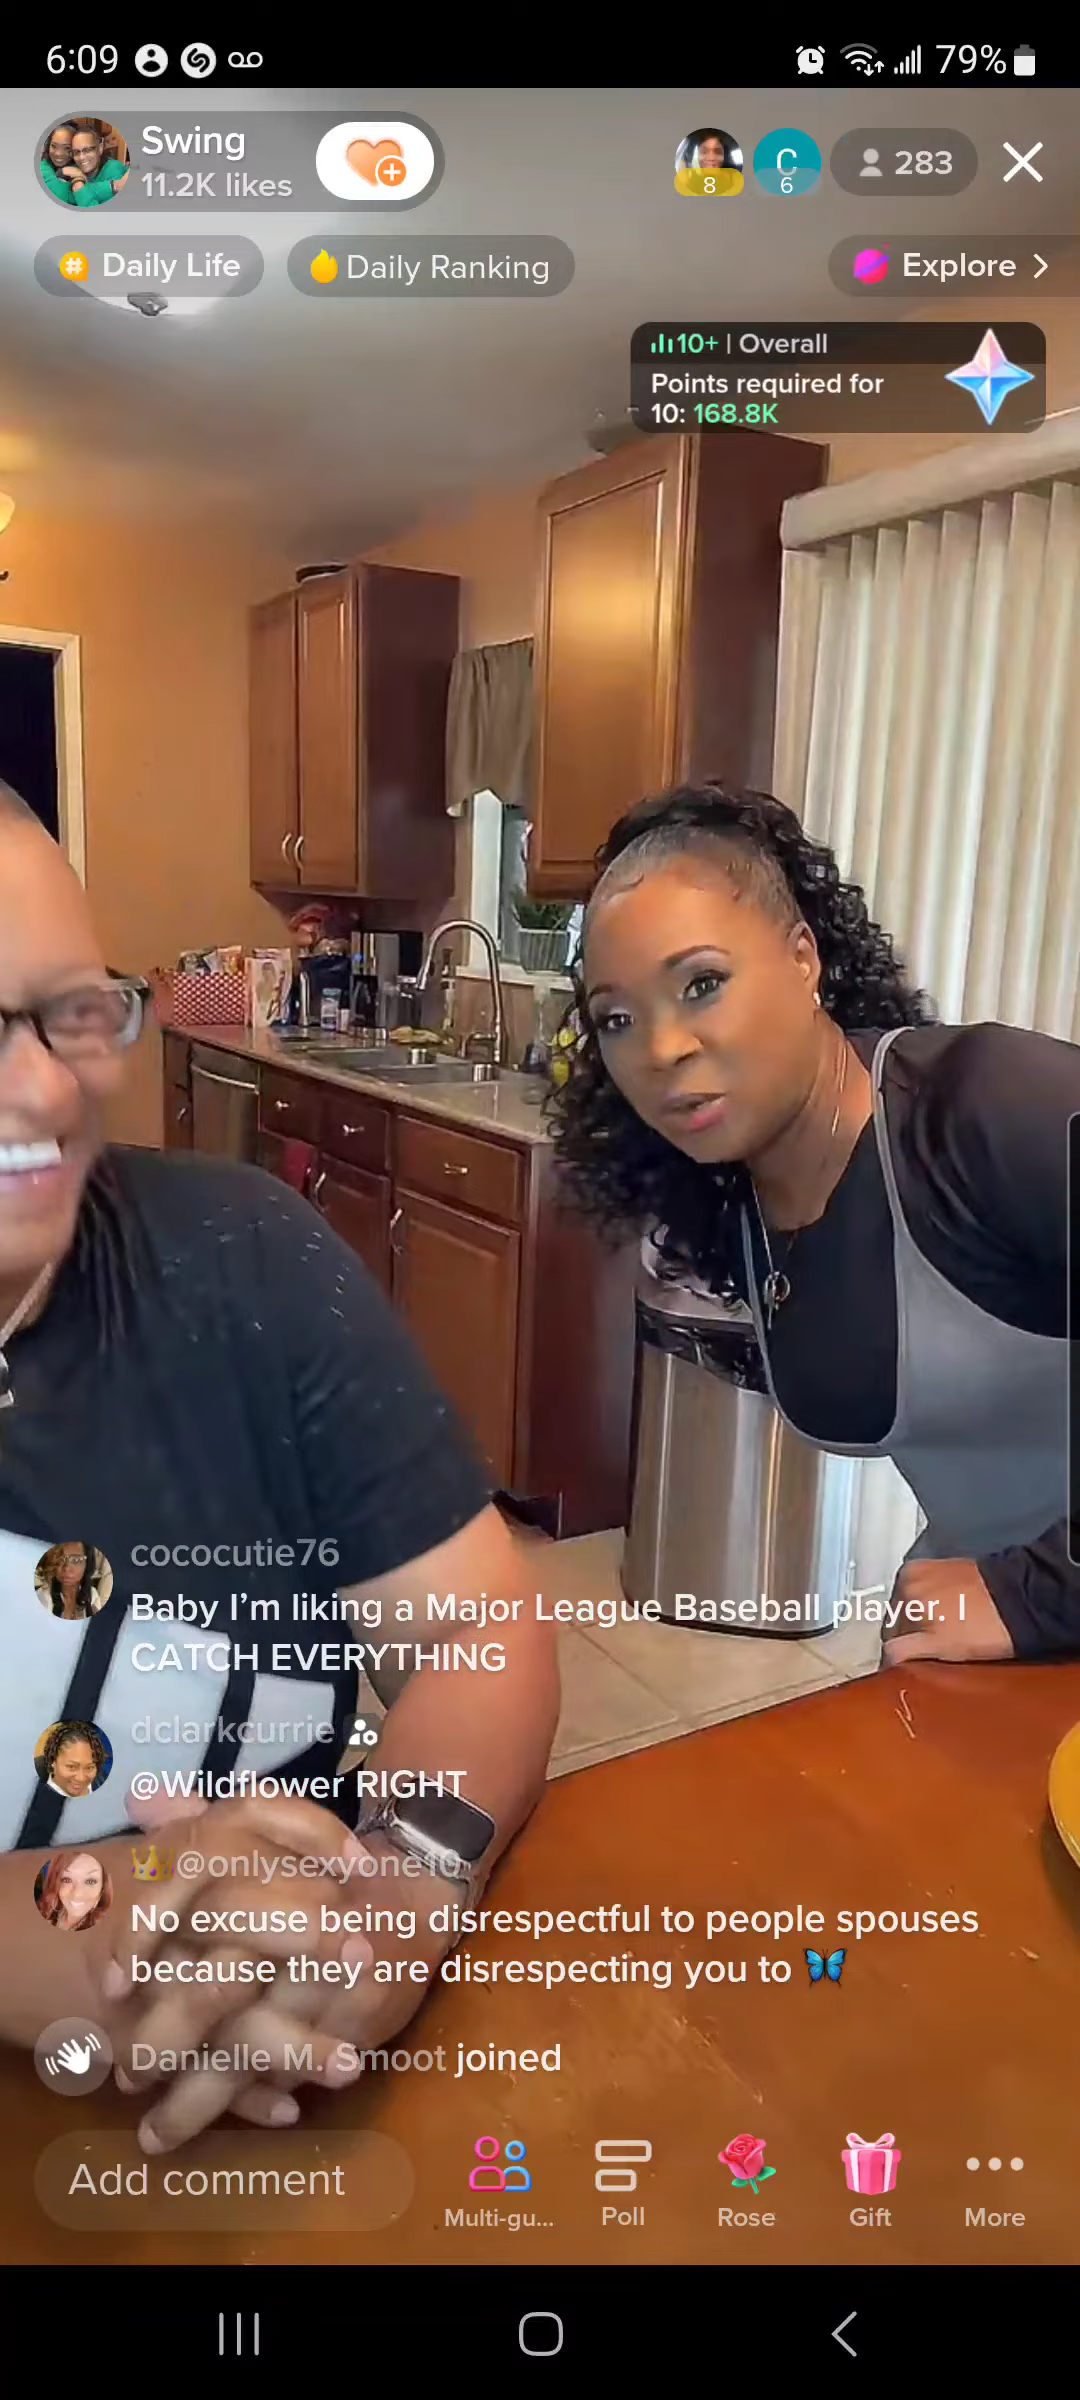 6:09
79%
Swing
11.2K likes
8
C
6
283
Daily Life
Daily Ranking
Explore
10+ | Overall
Points required for
10: 168.8K
cococutie76
Baby I'm liking a Major League Baseball player. I
CATCH EVERYTHING
dclarkcurrie
@Wildflower RIGHT
👑@onlysexyone10
No excuse being disrespectful to people spouses
because they are disrespecting you to 🦋
Danielle M. Smoot joined
Add comment
Multi-gu...
Poll
Rose
Gift
More